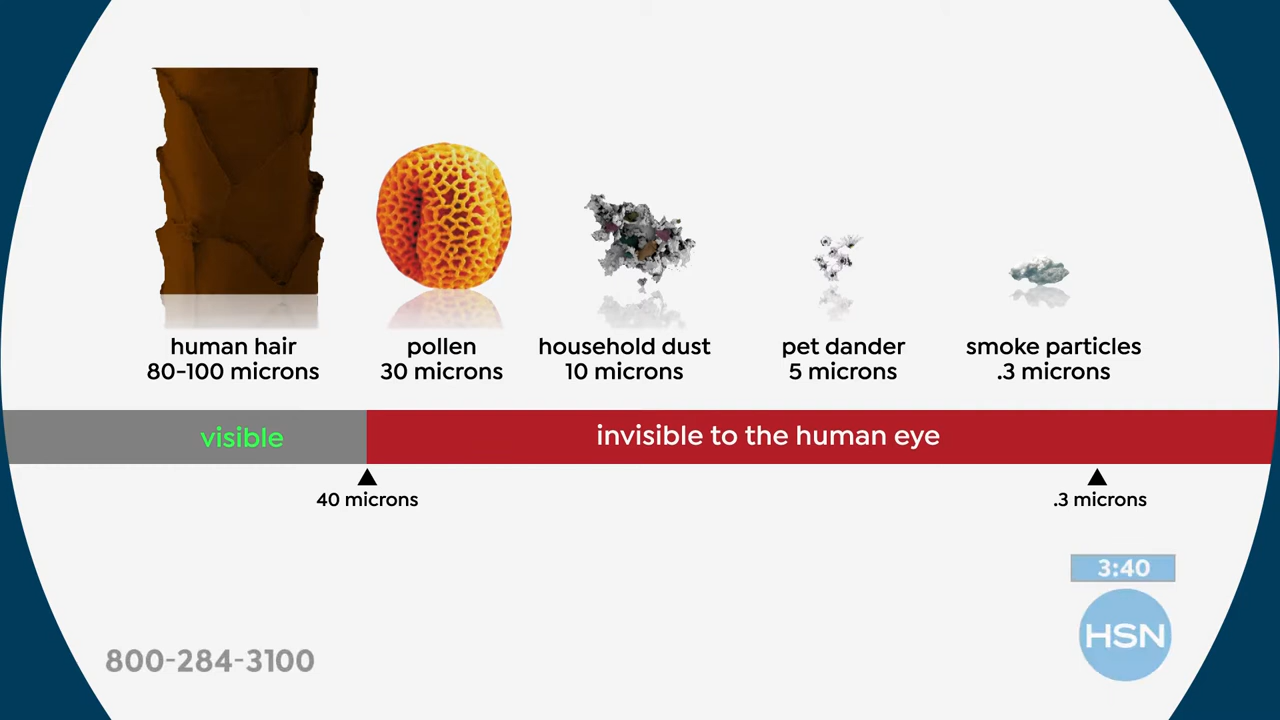 human hair
80-100 microns
pollen
30 microns
household dust
10 microns
pet dander
5 microns
smoke particles
.3 microns
visible
invisible to the human eye
40 microns
.3 microns
3:40
HSN
800-284-3100